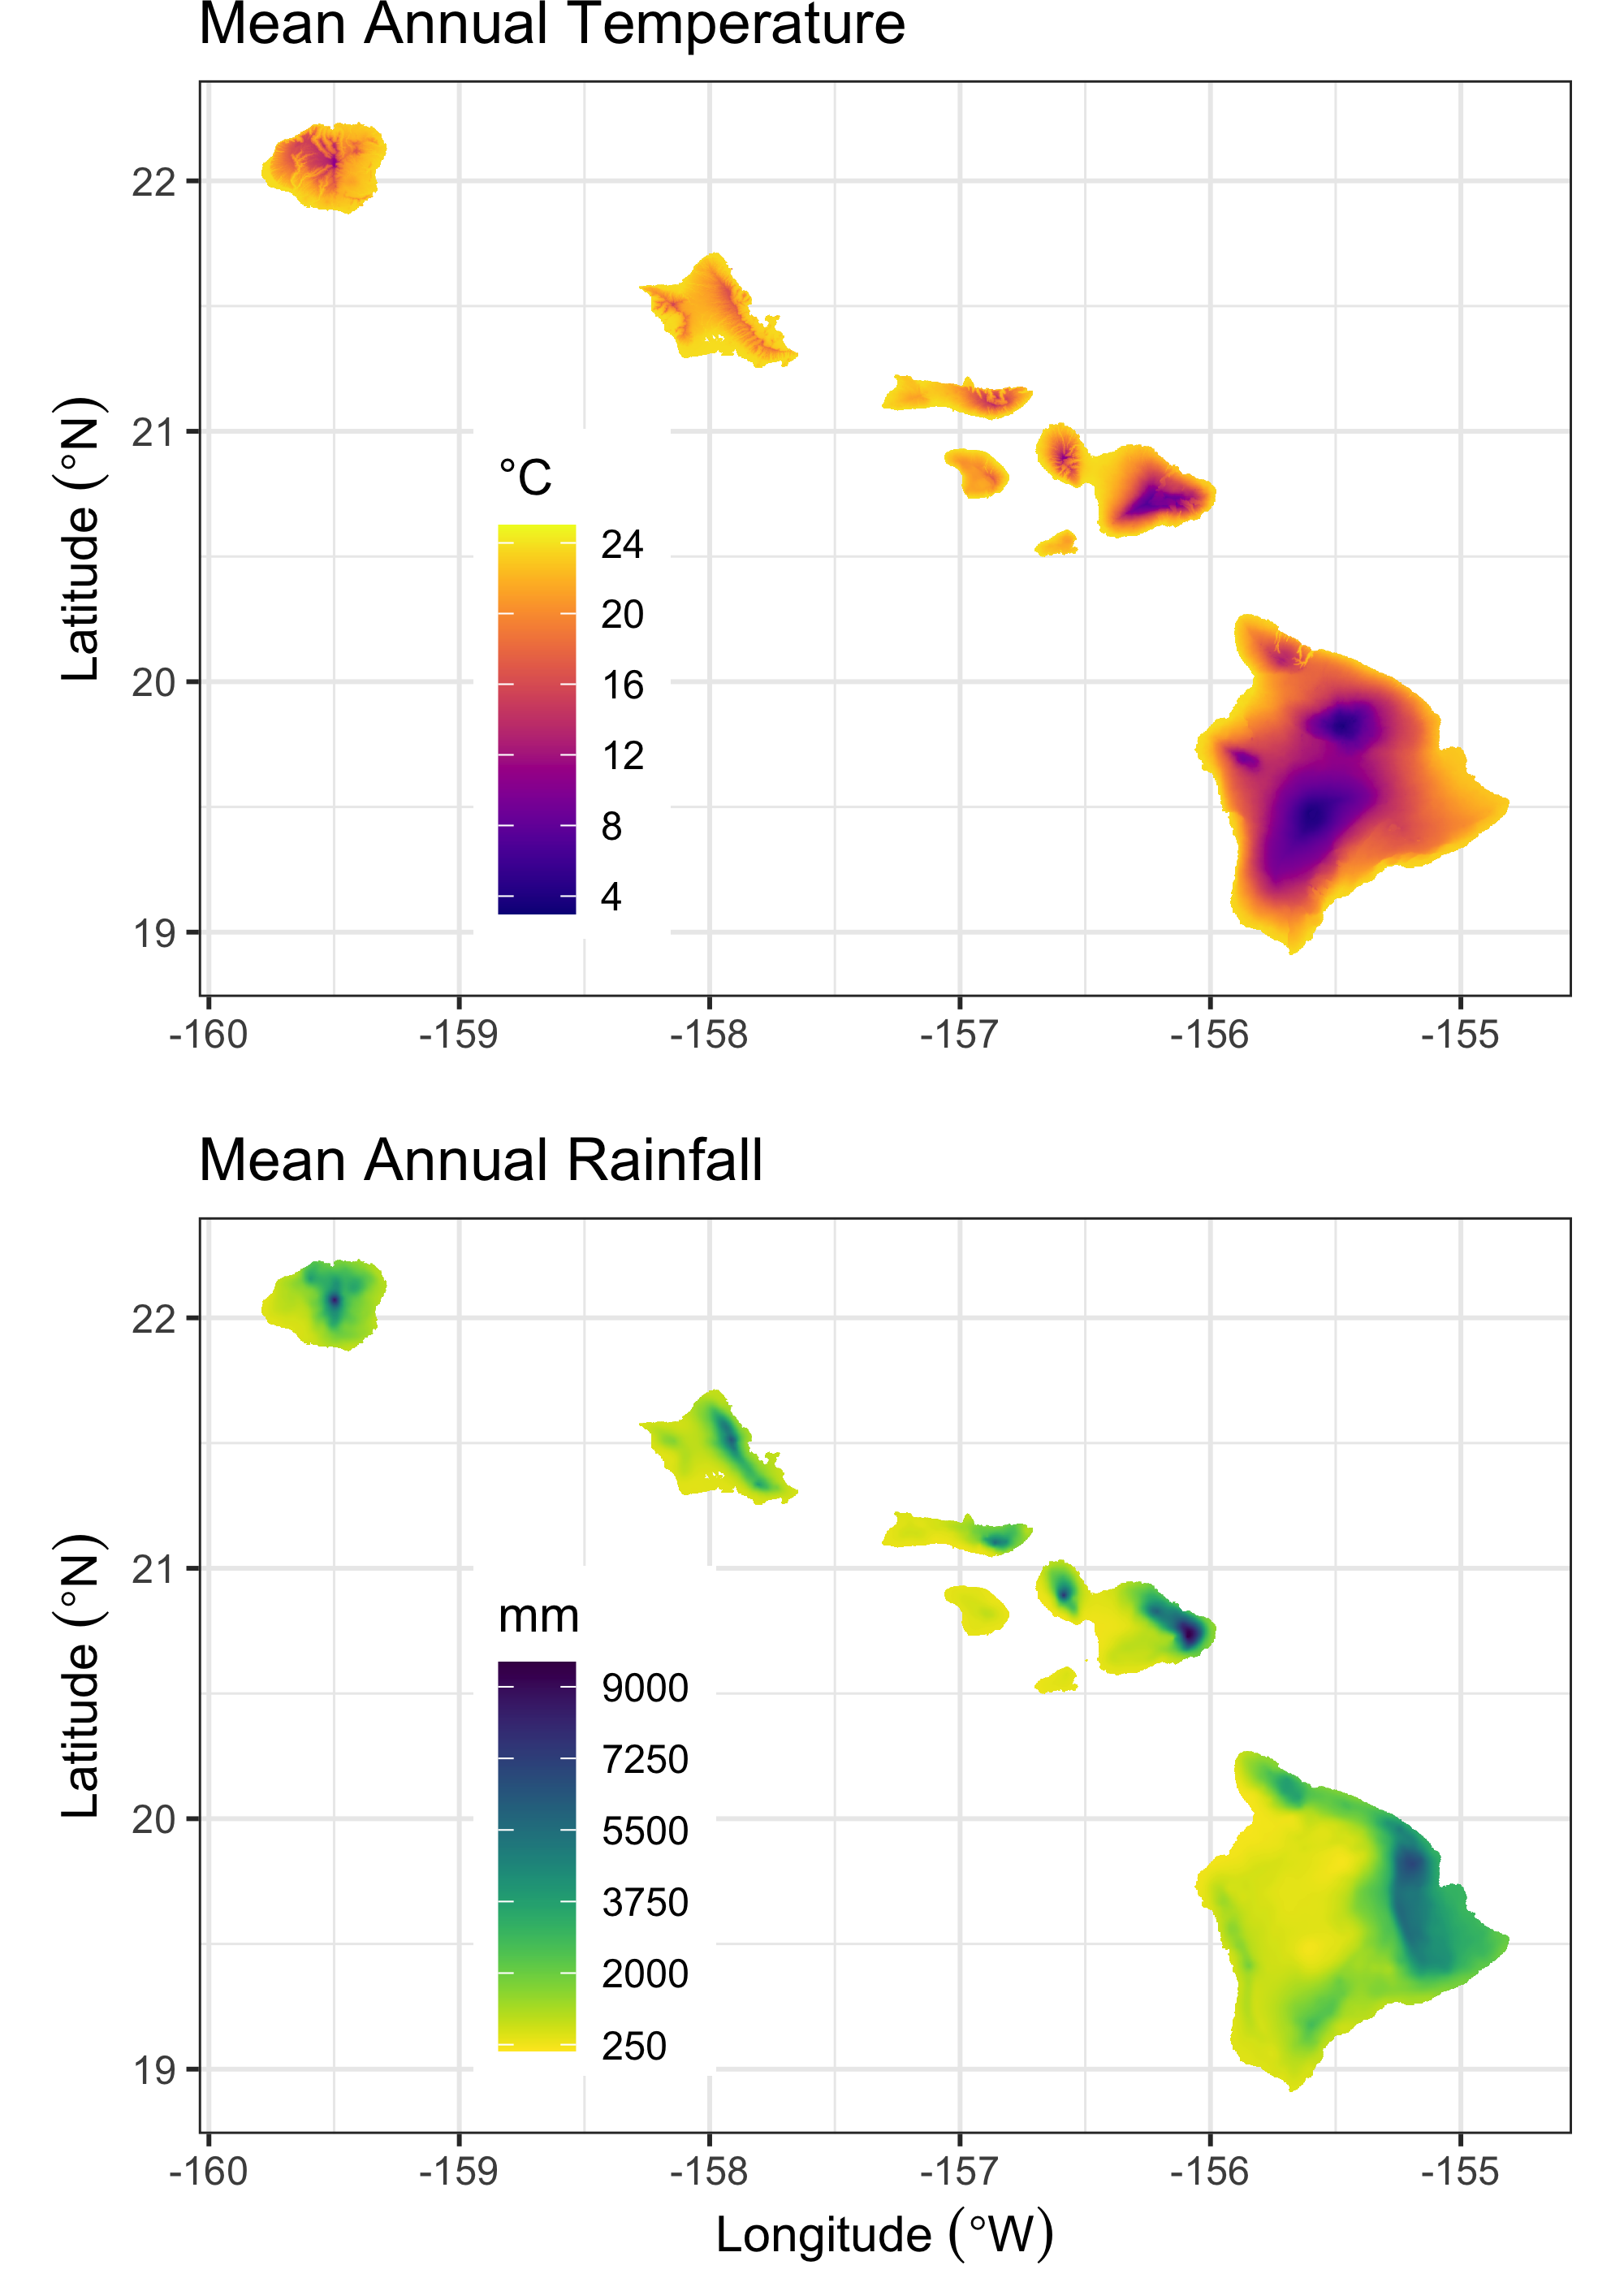 Mean Annual Temperature
Latitude (°N)
22
21
20
19
°C
24
20
16
12
8
4
-160 -159 -158 -157 -156 -155
Mean Annual Rainfall
Latitude (°N)
22
21
20
19
mm
9000
7250
5500
3750
2000
250
-160 -159 -158 -157 -156 -155
Longitude (°W)